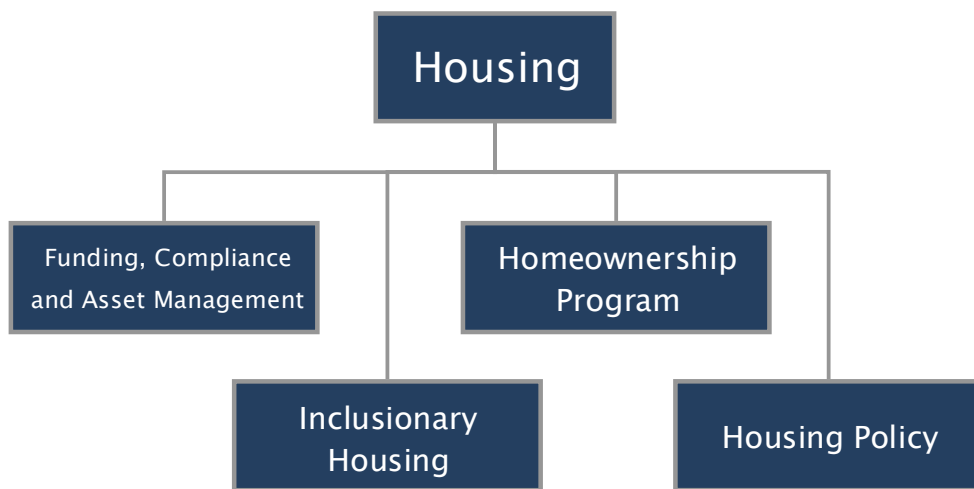 Housing
Funding, Compliance
and Asset Management
Homeownership
Program
Inclusionary
Housing
Housing Policy